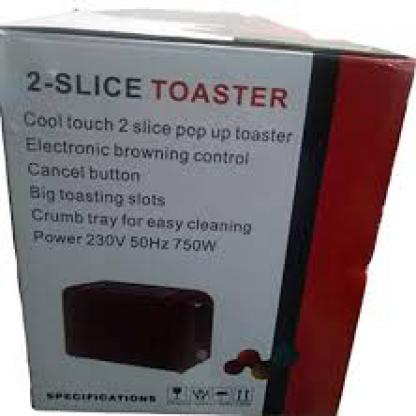 2-SLICE TOASTER
Cool touch 2 slice pop up toaster
Electronic browning control
Cancel button
Big toasting slots
Crumb tray for easy cleaning
Power 230V 50Hz 750W
SPECIFICATIONS